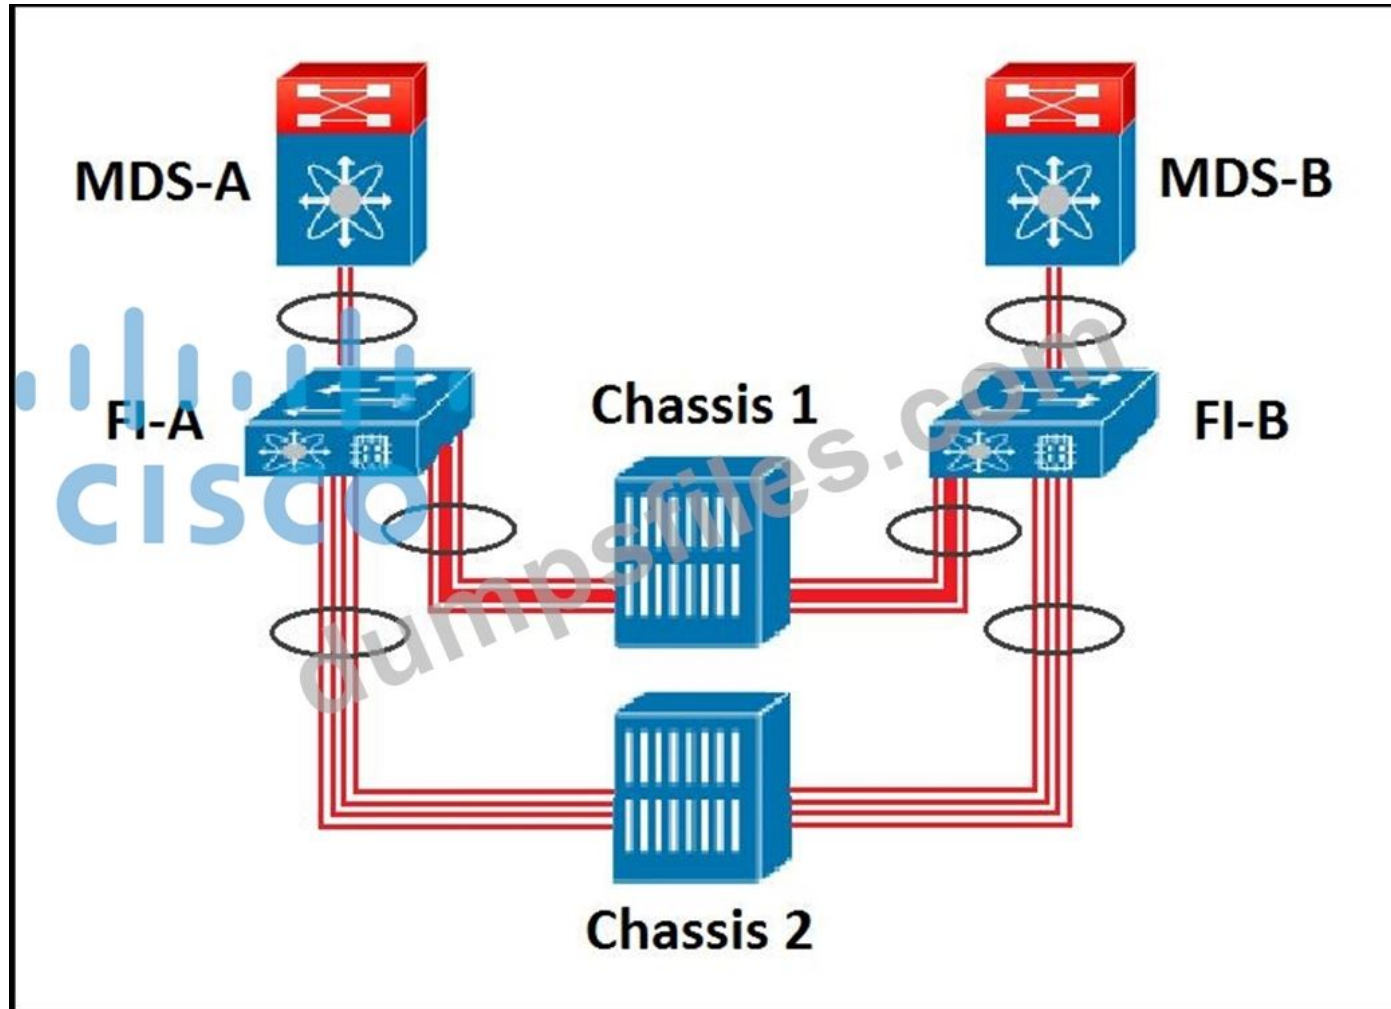 MDS-A
MDS-B
FI-A
Chassis 1
FI-B
CISCO
dumpsfiles.com
Chassis 2